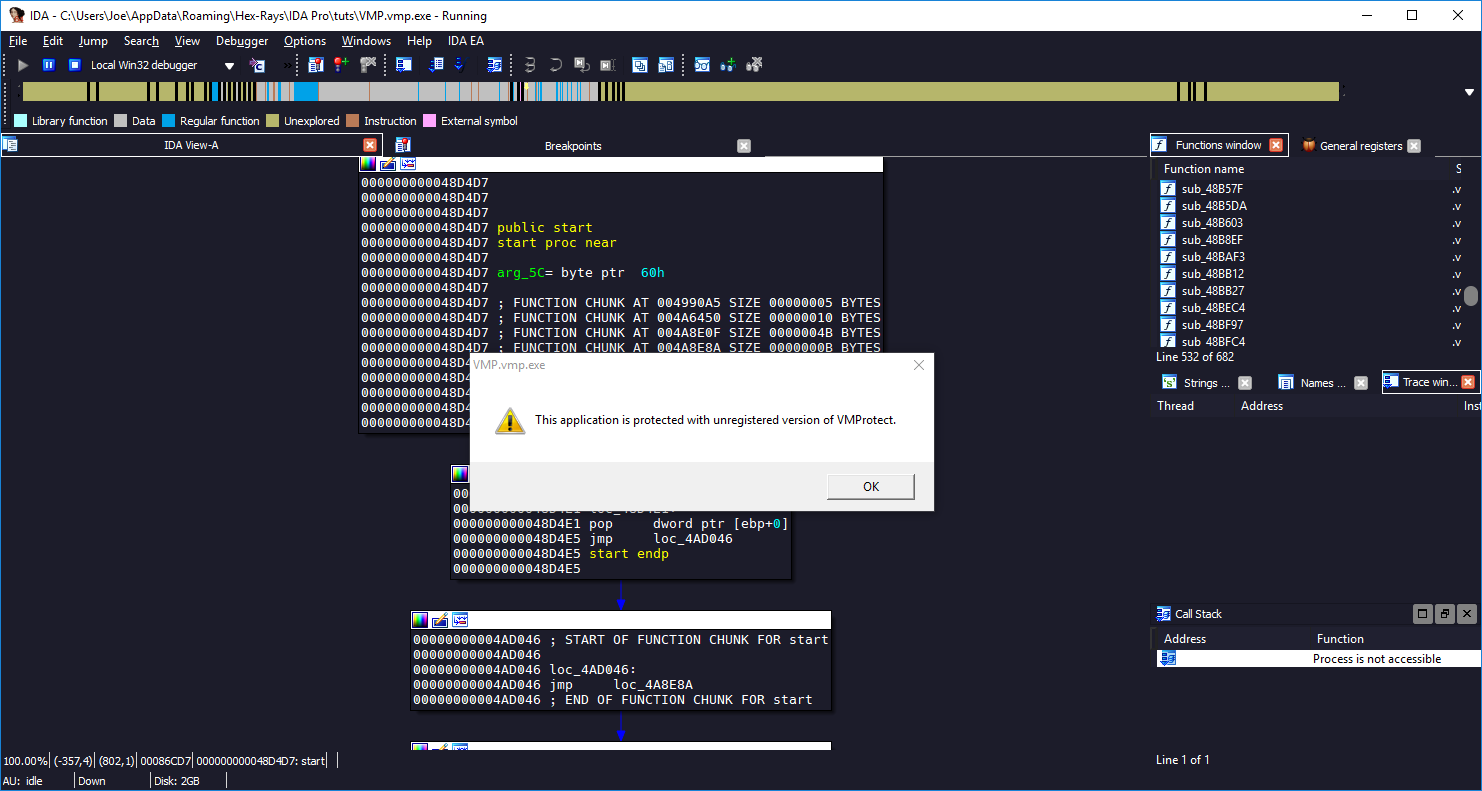 IDA - C:\Users\Joe\AppData\Roaming\Hex-Rays\IDA Pro\tuts\VMP.vmp.exe - Running
File Edit Jump Search View Debugger Options Windows Help IDA EA
Local Win32 debugger
Library function Data Regular function Unexplored Instruction External symbol
IDA View-A
Breakpoints
000000000048D4D7
000000000048D4D7
000000000048D4D7
000000000048D4D7 public start
000000000048D4D7 start proc near
000000000048D4D7
000000000048D4D7 arg_5C= byte ptr 60h
000000000048D4D7
000000000048D4D7 ; FUNCTION CHUNK AT 004990A5 SIZE 00000005 BYTES
000000000048D4D7 ; FUNCTION CHUNK AT 004A6450 SIZE 00000010 BYTES
000000000048D4D7 ; FUNCTION CHUNK AT 004A8E0F SIZE 0000004B BYTES
000000000048D4D7 ; FUNCTION CHUNK AT 004A8E8A SIZE 0000000B BYTES
000000000048D4
000000000048D4
000000000048D4
000000000048D4
000000000048D4
VMP.vmp.exe
This application is protected with unregistered version of VMProtect.
OK
00
000000000048D4E1 pop dword ptr [ebp+0]
000000000048D4E5 jmp loc_4AD046
000000000048D4E5 start endp
000000000048D4E5
00000000004AD046 ; START OF FUNCTION CHUNK FOR start
00000000004AD046
00000000004AD046 loc_4AD046:
00000000004AD046 jmp loc_4A8E8A
00000000004AD046 ; END OF FUNCTION CHUNK FOR start
100.00% (-357,4) (802,1) 00086CD7 000000000048D4D7: start
AU: idle Down Disk: 2GB
Functions window
General registers
Function name S
sub_48B57F .v
sub_48B5DA .v
sub_48B603 .v
sub_48B8EF .v
sub_48BAF3 .v
sub_48BB12 .v
sub_48BB27 .v
sub_48BEC4 .v
sub_48BF97 .v
sub_48BFC4 .v
Line 532 of 682
Strings ... Names ... Trace win...
Thread Address Inst
Call Stack
Address Function
Process is not accessible
Line 1 of 1